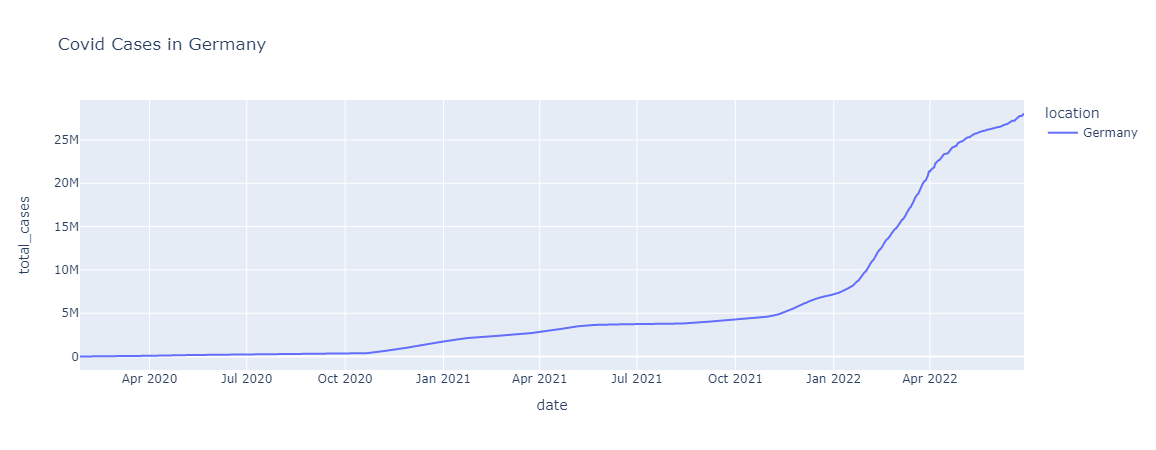 Covid Cases in Germany
location
Germany
25M
20M
15M
10M
5M
0
total_cases
Apr 2020 Jul 2020 Oct 2020 Jan 2021 Apr 2021 Jul 2021 Oct 2021 Jan 2022 Apr 2022
date